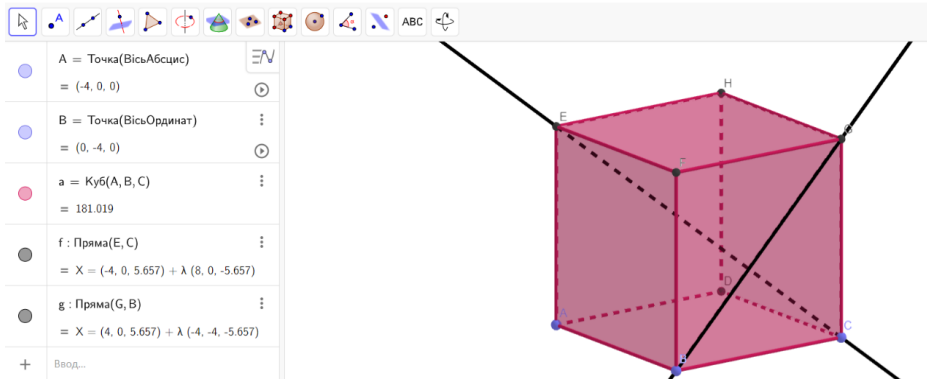 ABC
A = Точка(ВісьАбсцис)
= (-4, 0, 0)
B = Точка(ВісьОрдинат)
= (0, -4, 0)
a = Куб(A, B, C)
= 181.019
f : Пряма(E, C)
= X = (-4, 0, 5.657) + λ (8, 0, -5.657)
g : Пряма(G, B)
= X = (4, 0, 5.657) + λ (-4, -4, -5.657)
Ввод...
H
E
G
F
D
A
C
B